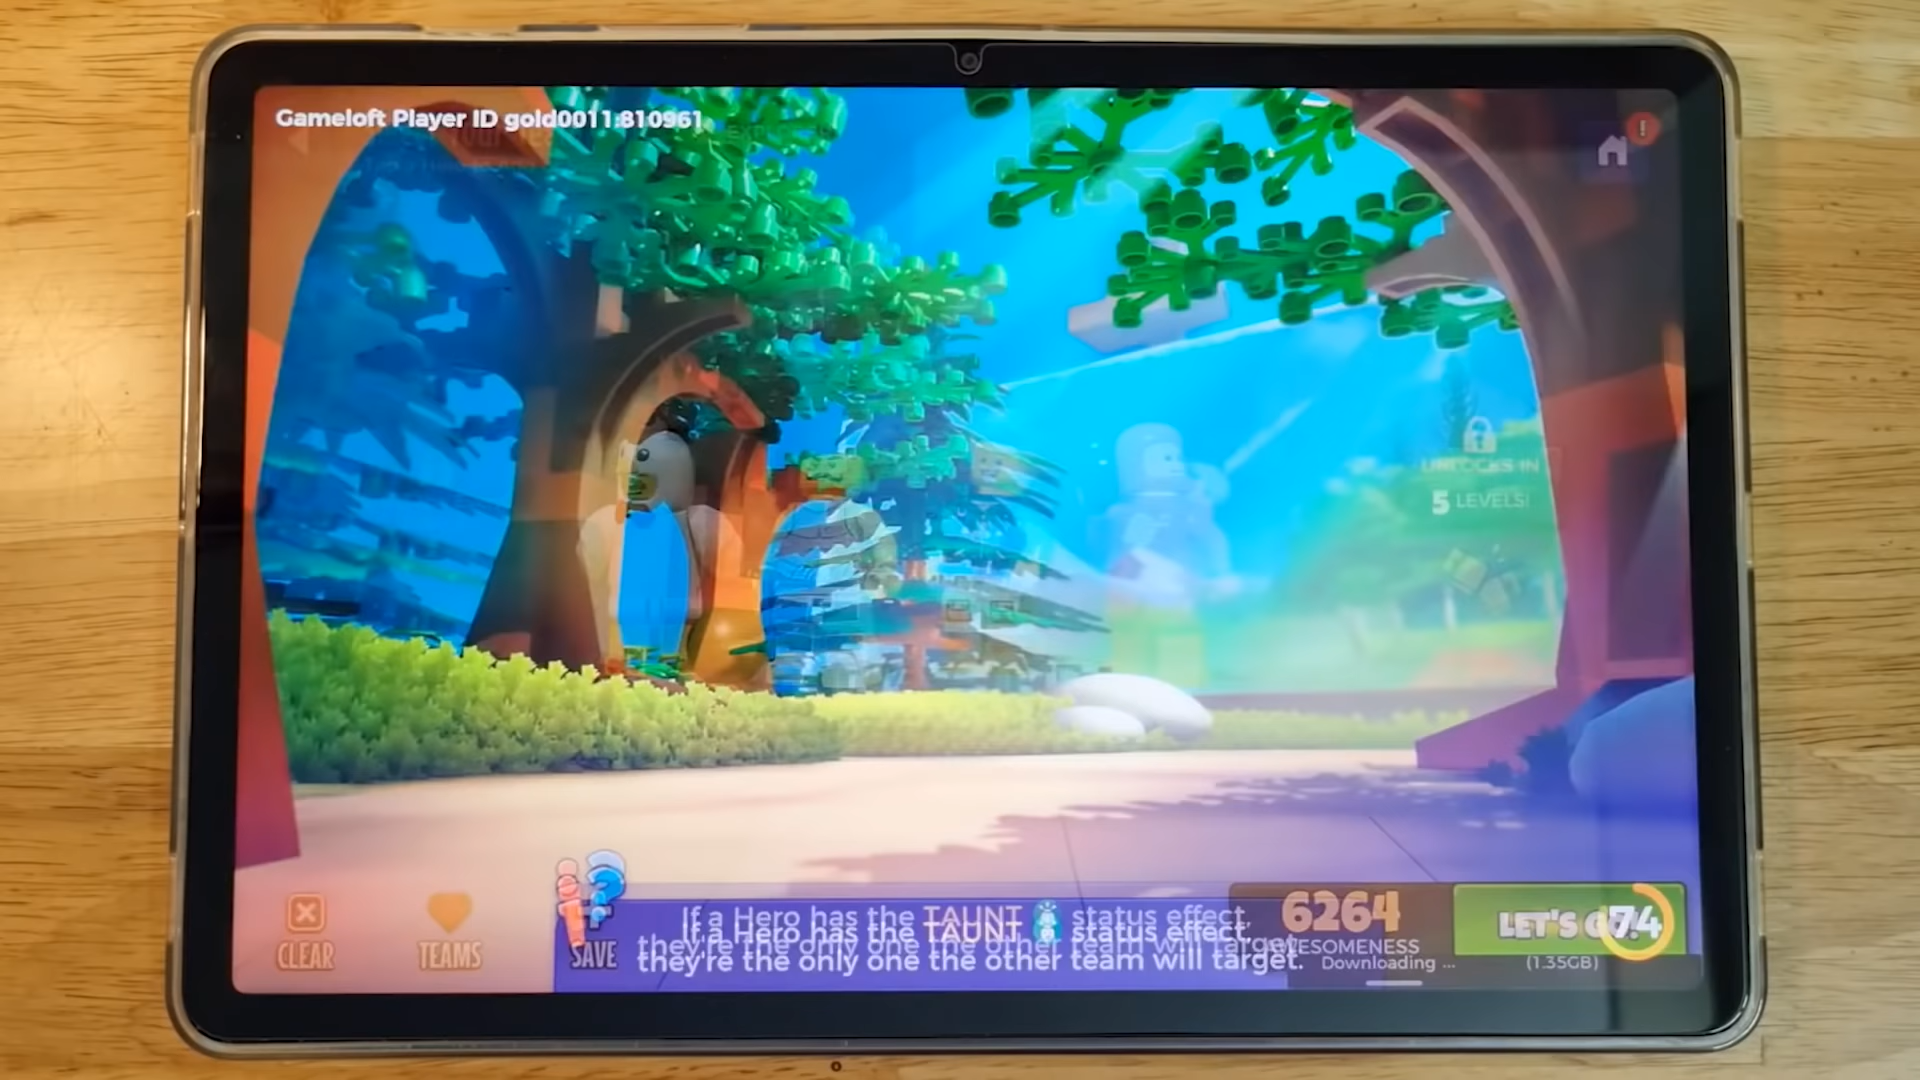 Gameloft Player ID gold0011:810961
UNLOCKS IN
5 LEVELS!
If a Hero has the TAUNT status effect,
If a Hero has the TAUNT status effect,
they're the only one the other team will target.
they're the only one the other team will target.
CLEAR
TEAMS
SAVE
6264
AWESOMENESS
Downloading ...
LET'S GO!
74
(1.35GB)